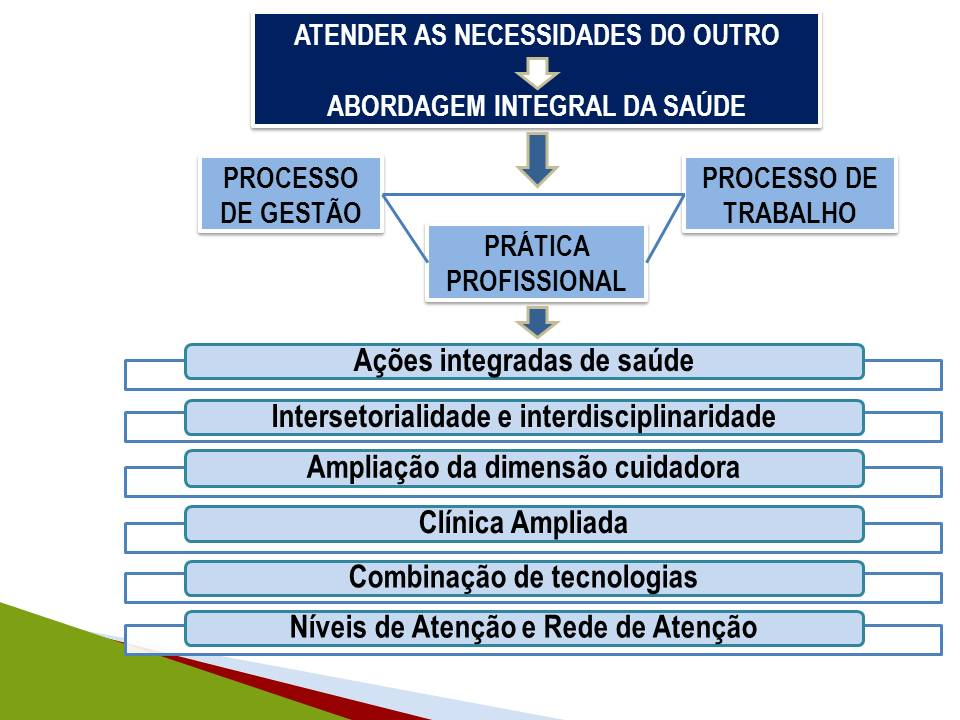 ATENDER AS NECESSIDADES DO OUTRO
ABORDAGEM INTEGRAL DA SAÚDE
PROCESSO
DE GESTÃO
PROCESSO DE
TRABALHO
PRÁTICA
PROFISSIONAL
Ações integradas de saúde
Intersetorialidade e interdisciplinaridade
Ampliação da dimensão cuidadora
Clínica Ampliada
Combinação de tecnologias
Níveis de Atenção e Rede de Atenção